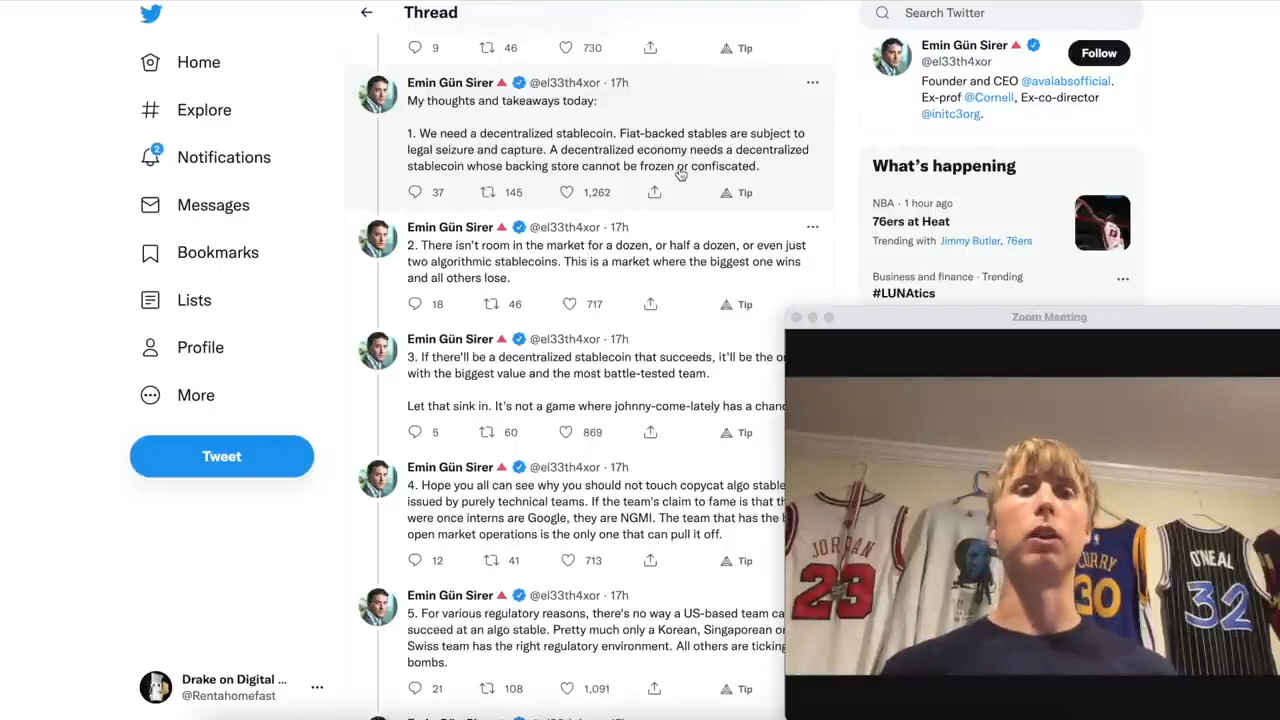 Thread
Search Twitter
Home
Explore
2
Notifications
Messages
Bookmarks
Lists
Profile
More
Tweet
Drake on Digital ...
@Rentahomefast
9 46 730 Tip
Emin Gün Sirer @el33th4xor · 17h
My thoughts and takeaways today:
1. We need a decentralized stablecoin. Fiat-backed stables are subject to
legal seizure and capture. A decentralized economy needs a decentralized
stablecoin whose backing store cannot be frozen or confiscated.
37 145 1,262 Tip
Emin Gün Sirer @el33th4xor · 17h
2. There isn't room in the market for a dozen, or half a dozen, or even just
two algorithmic stablecoins. This is a market where the biggest one wins
and all others lose.
18 46 717 Tip
Emin Gün Sirer @el33th4xor · 17h
3. If there'll be a decentralized stablecoin that succeeds, it'll be the
with the biggest value and the most battle-tested team.
Let that sink in. It's not a game where johnny-come-lately has a
5 60 869 Tip
Emin Gün Sirer @el33th4xor · 17h
4. Hope you all can see why you should not touch copycat algo stable
issued by purely technical teams. If the team's claim to fame is that
were once interns are Google, they are NGMI. The team that has the
open market operations is the only one that can pull it off.
12 41 713 Tip
Emin Gün Sirer @el33th4xor · 17h
5. For various regulatory reasons, there's no way a US-based team
succeed at an algo stable. Pretty much only a Korean, Singaporean
Swiss team has the right regulatory environment. All others are ticking
bombs.
21 108 1,091 Tip
Emin Gün Sirer
@el33th4xor
Follow
Founder and CEO @avalabsofficial.
Ex-prof @Cornell, Ex-co-director
@initc3org.
What's happening
NBA · 1 hour ago
76ers at Heat
Trending with Jimmy Butler, 76ers
Business and finance · Trending
#LUNAtics
Zoom Meeting
JORDAN
23
CURRY
30
O'NEAL
32